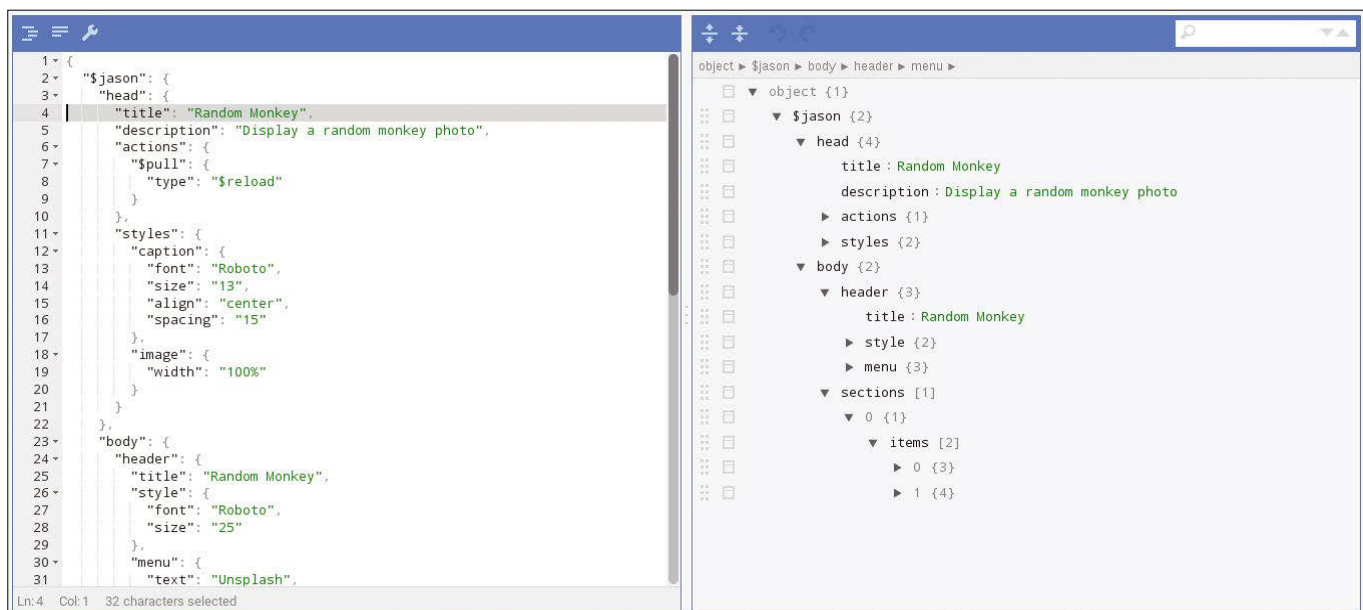 1 {
2 "$jason": {
3 "head": {
4 "title": "Random Monkey",
5 "description": "Display a random monkey photo",
6 "actions": {
7 "$pull": {
8 "type": "$reload"
9 }
10 },
11 "styles": {
12 "caption": {
13 "font": "Roboto",
14 "size": "13",
15 "align": "center",
16 "spacing": "15"
17 },
18 "image": {
19 "width": "100%"
20 }
21 }
22 },
23 "body": {
24 "header": {
25 "title": "Random Monkey",
26 "style": {
27 "font": "Roboto",
28 "size": "25"
29 },
30 "menu": {
31 "text": "Unsplash",
Ln: 4 Col: 1 32 characters selected
object ► $jason ► body ► header ► menu ►
▼ object {1}
▼ $jason {2}
▼ head {4}
title : Random Monkey
description : Display a random monkey photo
► actions {1}
► styles {2}
▼ body {2}
▼ header {3}
title : Random Monkey
► style {2}
► menu {3}
▼ sections [1]
▼ 0 {1}
▼ items [2]
► 0 {3}
► 1 {4}